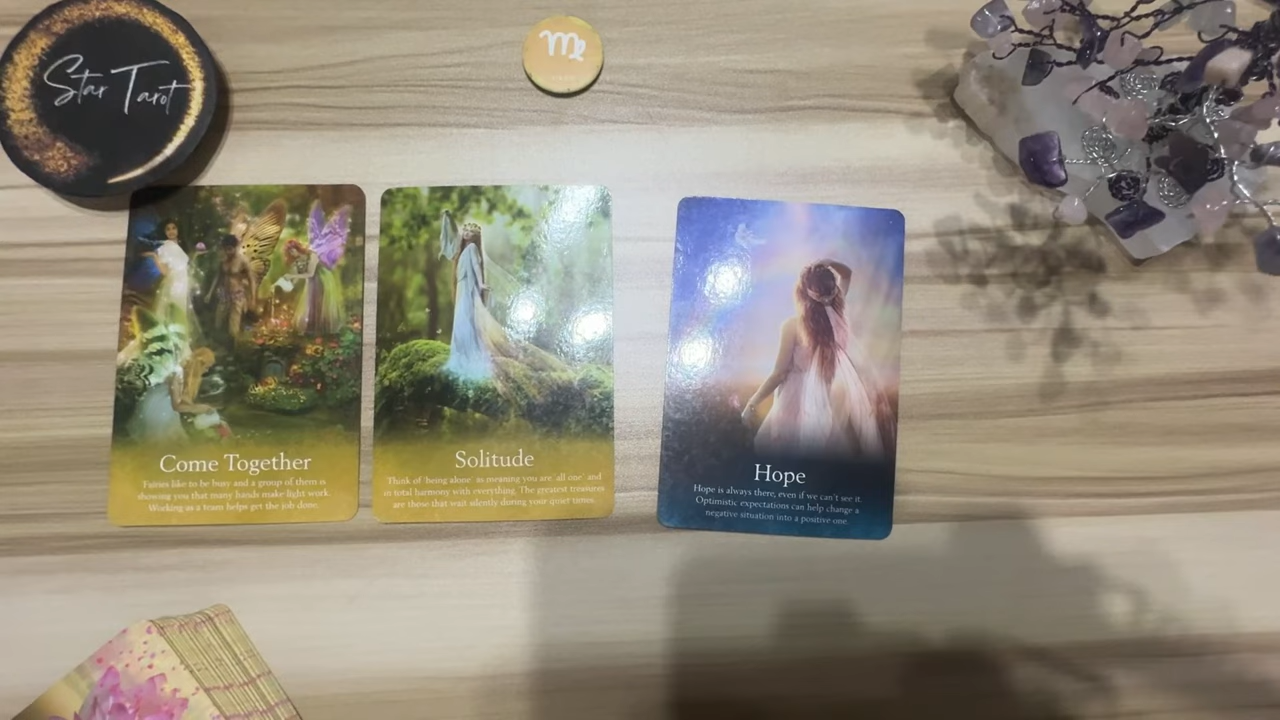 Star Tarot
Come Together
Fairies like to be busy and a group of them is
showing you that many hands make light work.
Working as a team helps get the job done.
Solitude
Think of 'being alone' as meaning you are 'all one' and
in total harmony with everything. The greatest treasures
are those that wait silently during your quiet times.
Hope
Hope is always there, even if we can't see it.
Optimistic expectations can help change a
negative situation into a positive one.